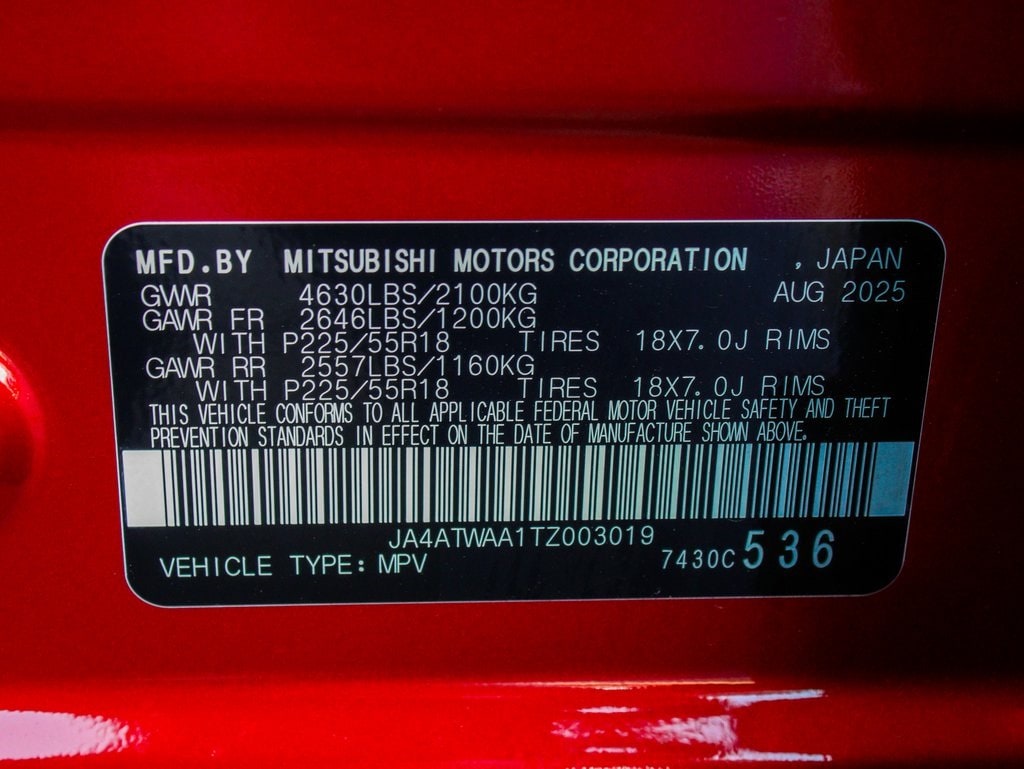 MFD.BY MITSUBISHI MOTORS CORPORATION , JAPAN
GVWR 4630LBS/2100KG AUG 2025
GAWR FR 2646LBS/1200KG
WITH P225/55R18 TIRES 18X7.0J RIMS
GAWR RR 2557LBS/1160KG
WITH P225/55R18 TIRES 18X7.0J RIMS
THIS VEHICLE CONFORMS TO ALL APPLICABLE FEDERAL MOTOR VEHICLE SAFETY AND THEFT
PREVENTION STANDARDS IN EFFECT ON THE DATE OF MANUFACTURE SHOWN ABOVE.
JA4ATWAA1TZ003019
VEHICLE TYPE: MPV 7430C 536